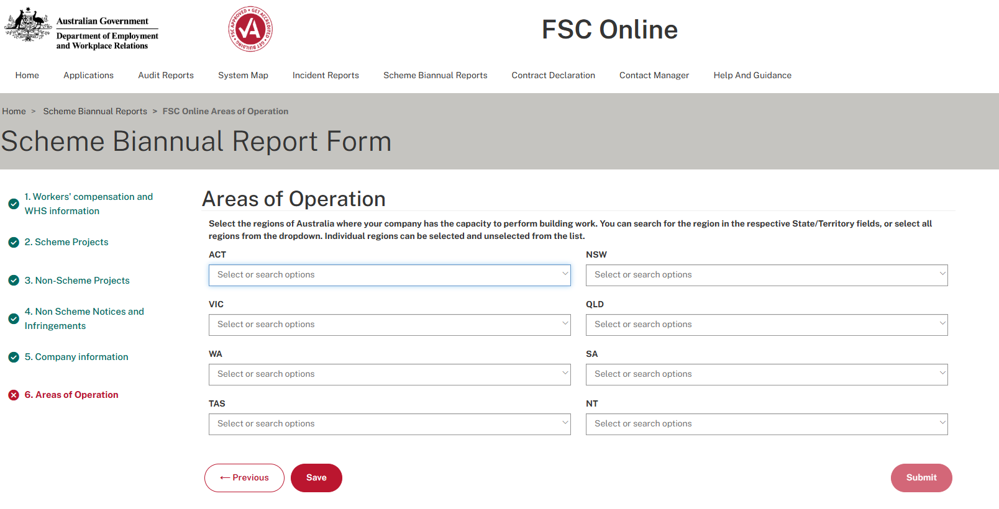 Australian Government
Department of Employment
and Workplace Relations
FSC APPROVED • GET ACCREDITED • GET BUILDING •
FSC Online
Home Applications Audit Reports System Map Incident Reports Scheme Biannual Reports Contract Declaration Contact Manager Help And Guidance
Home > Scheme Biannual Reports > FSC Online Areas of Operation
Scheme Biannual Report Form
1. Workers' compensation and
WHS information
2. Scheme Projects
3. Non-Scheme Projects
4. Non Scheme Notices and
Infringements
5. Company information
6. Areas of Operation
Areas of Operation
Select the regions of Australia where your company has the capacity to perform building work. You can search for the region in the respective State/Territory fields, or select all
regions from the dropdown. Individual regions can be selected and unselected from the list.
ACT NSW
Select or search options Select or search options
VIC QLD
Select or search options Select or search options
WA SA
Select or search options Select or search options
TAS NT
Select or search options Select or search options
← Previous Save Submit